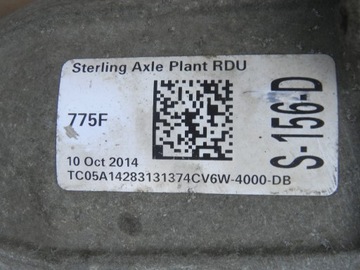 Sterling Axle Plant RDU
775F
10 Oct 2014
TC05A14283131374CV6W-4000-DB
S-156-D